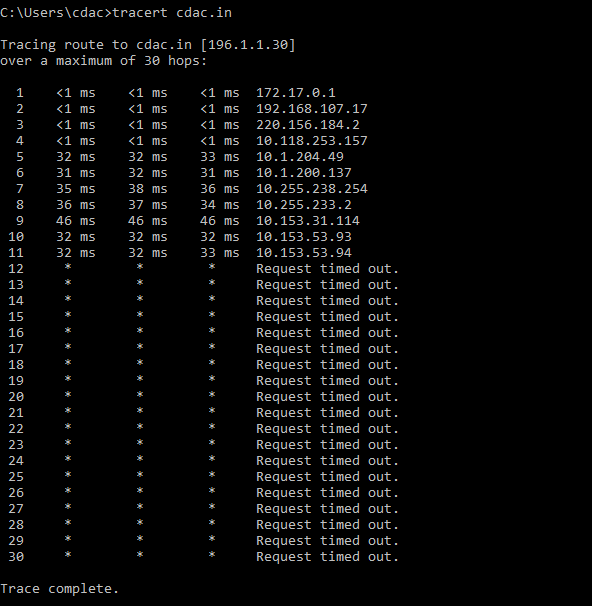 C:\Users\cdac>tracert cdac.in
Tracing route to cdac.in [196.1.1.30]
over a maximum of 30 hops:
1 <1 ms <1 ms <1 ms 172.17.0.1
2 <1 ms <1 ms <1 ms 192.168.107.17
3 <1 ms <1 ms <1 ms 220.156.184.2
4 <1 ms <1 ms <1 ms 10.118.253.157
5 32 ms 32 ms 33 ms 10.1.204.49
6 31 ms 32 ms 31 ms 10.1.200.137
7 35 ms 38 ms 36 ms 10.255.238.254
8 36 ms 37 ms 34 ms 10.255.233.2
9 46 ms 46 ms 46 ms 10.153.31.114
10 32 ms 32 ms 32 ms 10.153.53.93
11 32 ms 32 ms 33 ms 10.153.53.94
12 * * * Request timed out.
13 * * * Request timed out.
14 * * * Request timed out.
15 * * * Request timed out.
16 * * * Request timed out.
17 * * * Request timed out.
18 * * * Request timed out.
19 * * * Request timed out.
20 * * * Request timed out.
21 * * * Request timed out.
22 * * * Request timed out.
23 * * * Request timed out.
24 * * * Request timed out.
25 * * * Request timed out.
26 * * * Request timed out.
27 * * * Request timed out.
28 * * * Request timed out.
29 * * * Request timed out.
30 * * * Request timed out.
Trace complete.